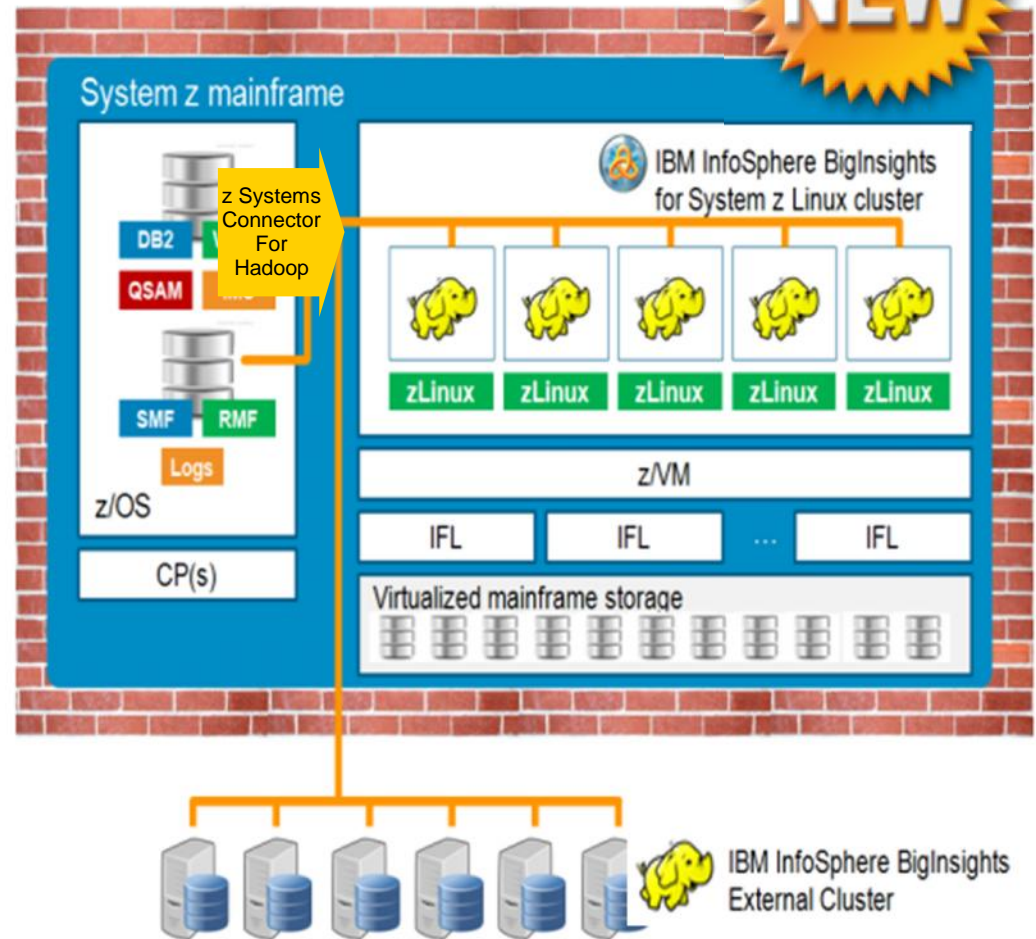 NEW
System z mainframe
z Systems
Connector
For
Hadoop
DB2
QSAM
SMF
RMF
Logs
z/OS
CP(s)
IBM InfoSphere BigInsights
for System z Linux cluster
zLinux
zLinux
zLinux
zLinux
zLinux
z/VM
IFL
IFL
...
IFL
Virtualized mainframe storage
IBM InfoSphere BigInsights
External Cluster